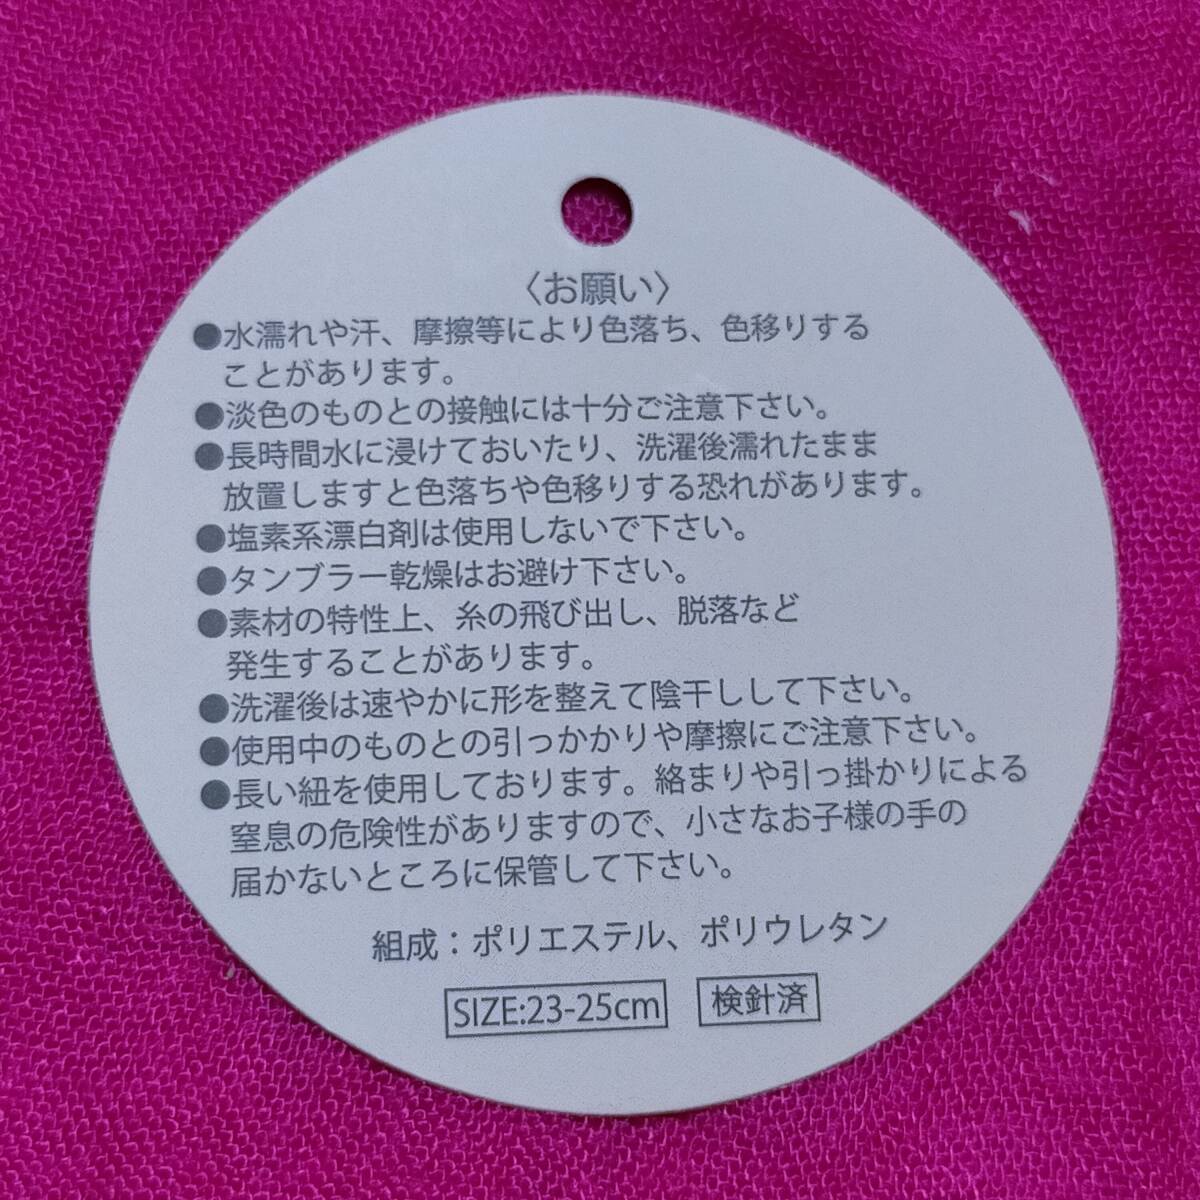 〈お願い〉
●水濡れや汗、摩擦等により色落ち、色移りする
ことがあります。
●淡色のものとの接触には十分ご注意下さい。
●長時間水に浸けておいたり、洗濯後濡れたまま
放置しますと色落ちや色移りする恐れがあります。
●塩素系漂白剤は使用しないで下さい。
●タンブラー乾燥はお避け下さい。
●素材の特性上、糸の飛び出し、脱落など
発生することがあります。
●洗濯後は速やかに形を整えて陰干しして下さい。
●使用中のものとの引っかかりや摩擦にご注意下さい。
●長い紐を使用しております。絡まりや引っ掛かりによる
窒息の危険性がありますので、小さなお子様の手の
届かないところに保管して下さい。
組成：ポリエステル、ポリウレタン
SIZE:23-25cm 検針済